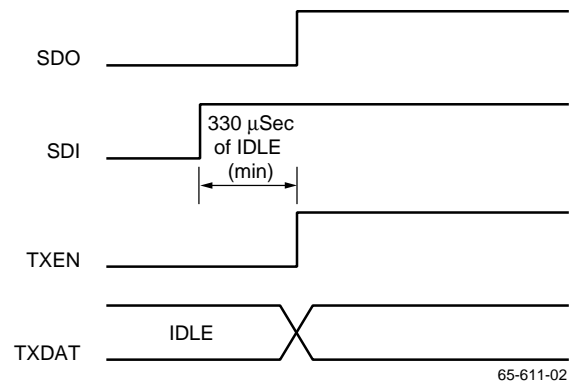 SDO
330 µSec
of IDLE
(min)
SDI
TXEN
IDLE
TXDAT
65-611-02